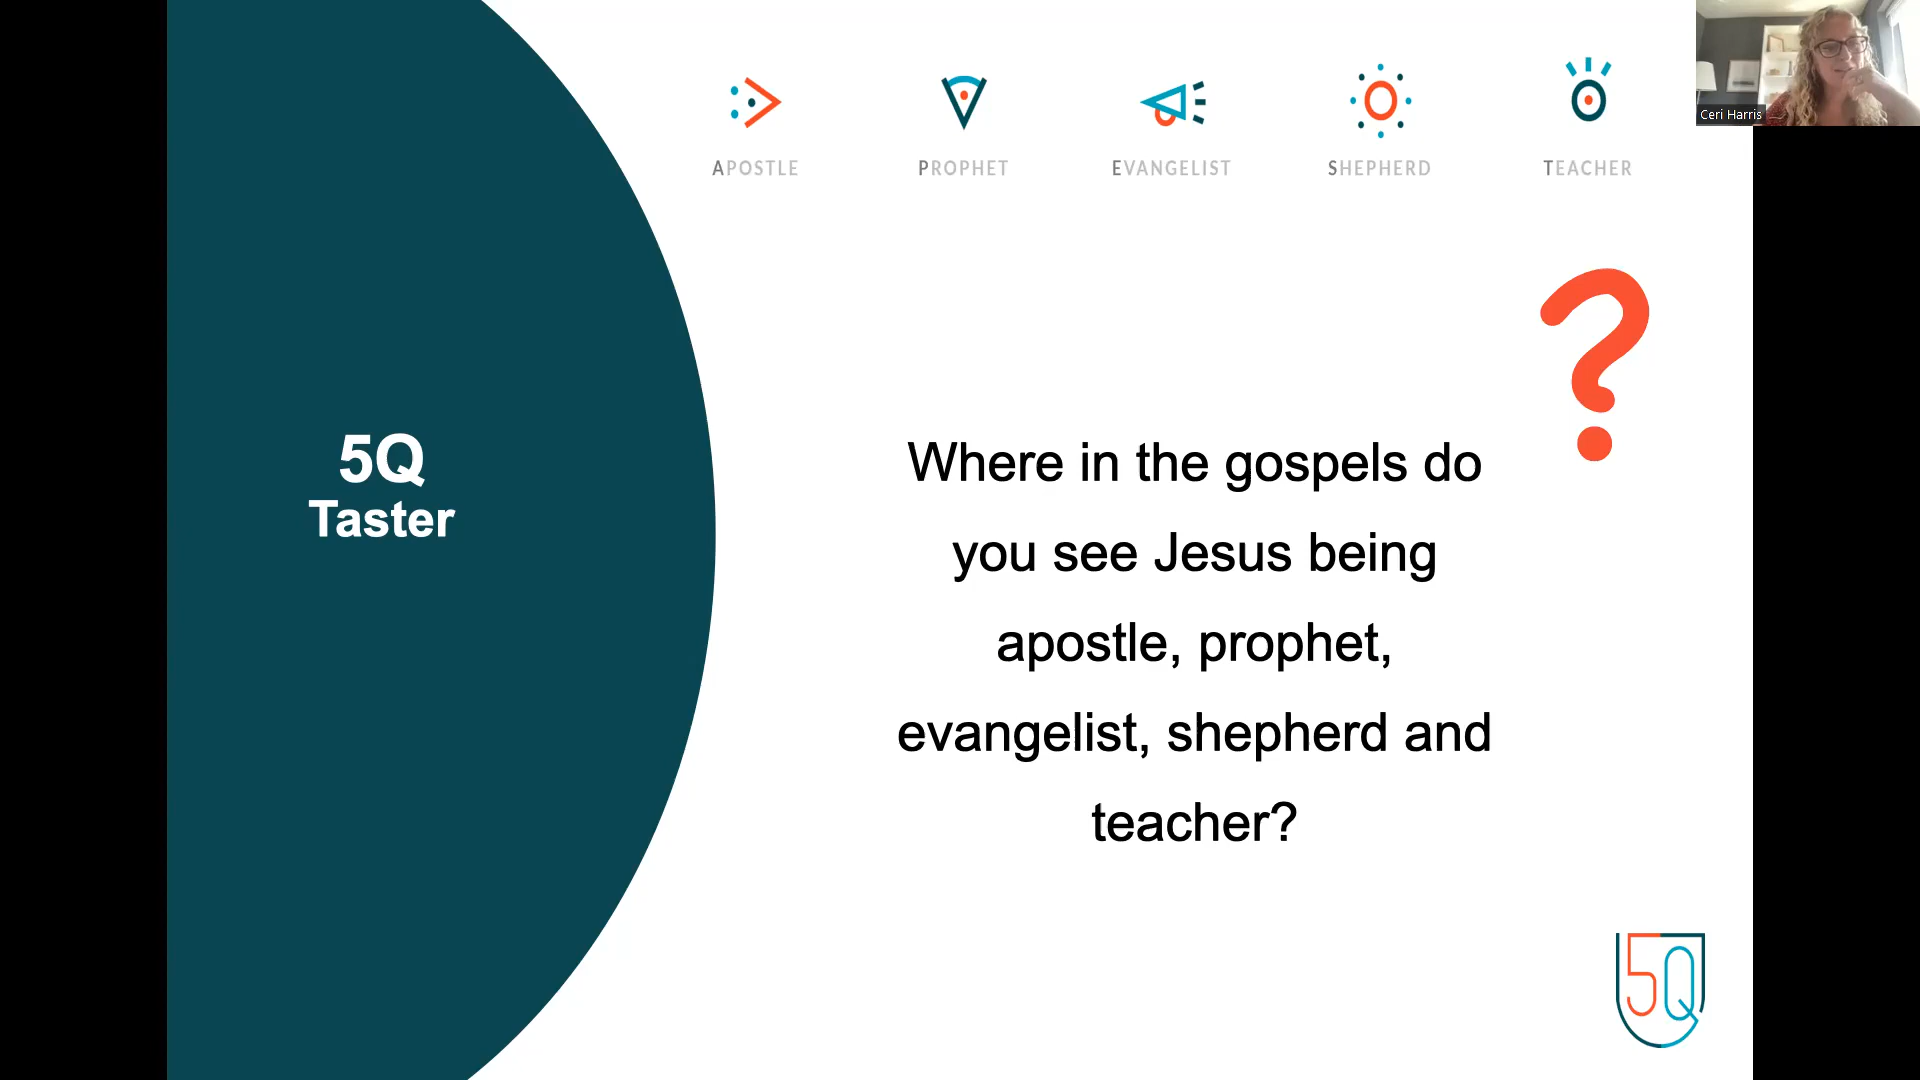 APOSTLE
PROPHET
EVANGELIST
SHEPHERD
TEACHER
Ceri Harris
5Q
Taster
?
Where in the gospels do
you see Jesus being
apostle, prophet,
evangelist, shepherd and
teacher?
5Q